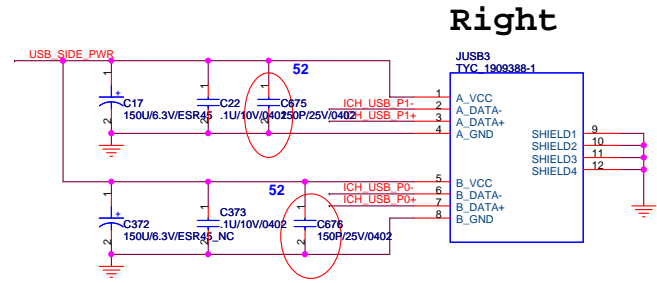 Right
USB_SIDE_PWR
52
JUSB3
TYC_1909388-1
1
1
1
C17
150U/6.3V/ESR45
C22
.1U/10V/0402
C675
150P/25V/0402
2
2
2
ICH_USB_P1-
ICH_USB_P1+
1
2
3
4
A_VCC
A_DATA-
A_DATA+
A_GND
SHIELD1
SHIELD2
SHIELD3
SHIELD4
9
10
11
12
52
1
1
1
C372
150U/6.3V/ESR45_NC
C373
.1U/10V/0402
C676
150P/25V/0402
2
2
2
ICH_USB_P0-
ICH_USB_P0+
5
6
7
8
B_VCC
B_DATA-
B_DATA+
B_GND